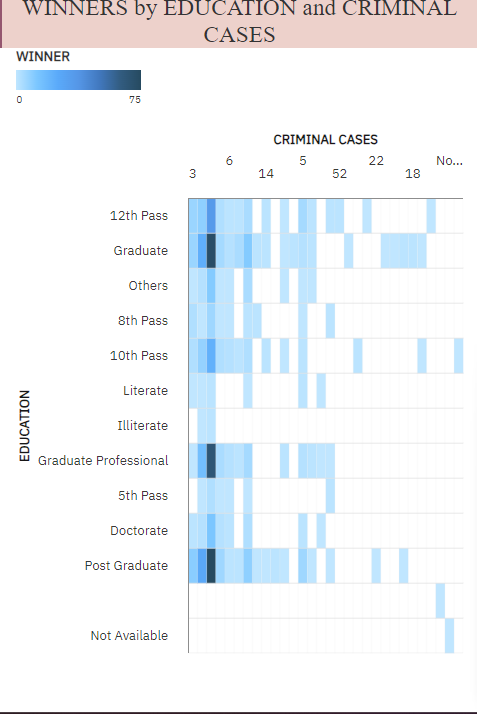 WINNERS by EDUCATION and CRIMINAL
CASES
WINNER
0 75
CRIMINAL CASES
6 5 22 No...
3 14 52 18
12th Pass
Graduate
Others
8th Pass
10th Pass
Literate
Illiterate
EDUCATION
Graduate Professional
5th Pass
Doctorate
Post Graduate
Not Available